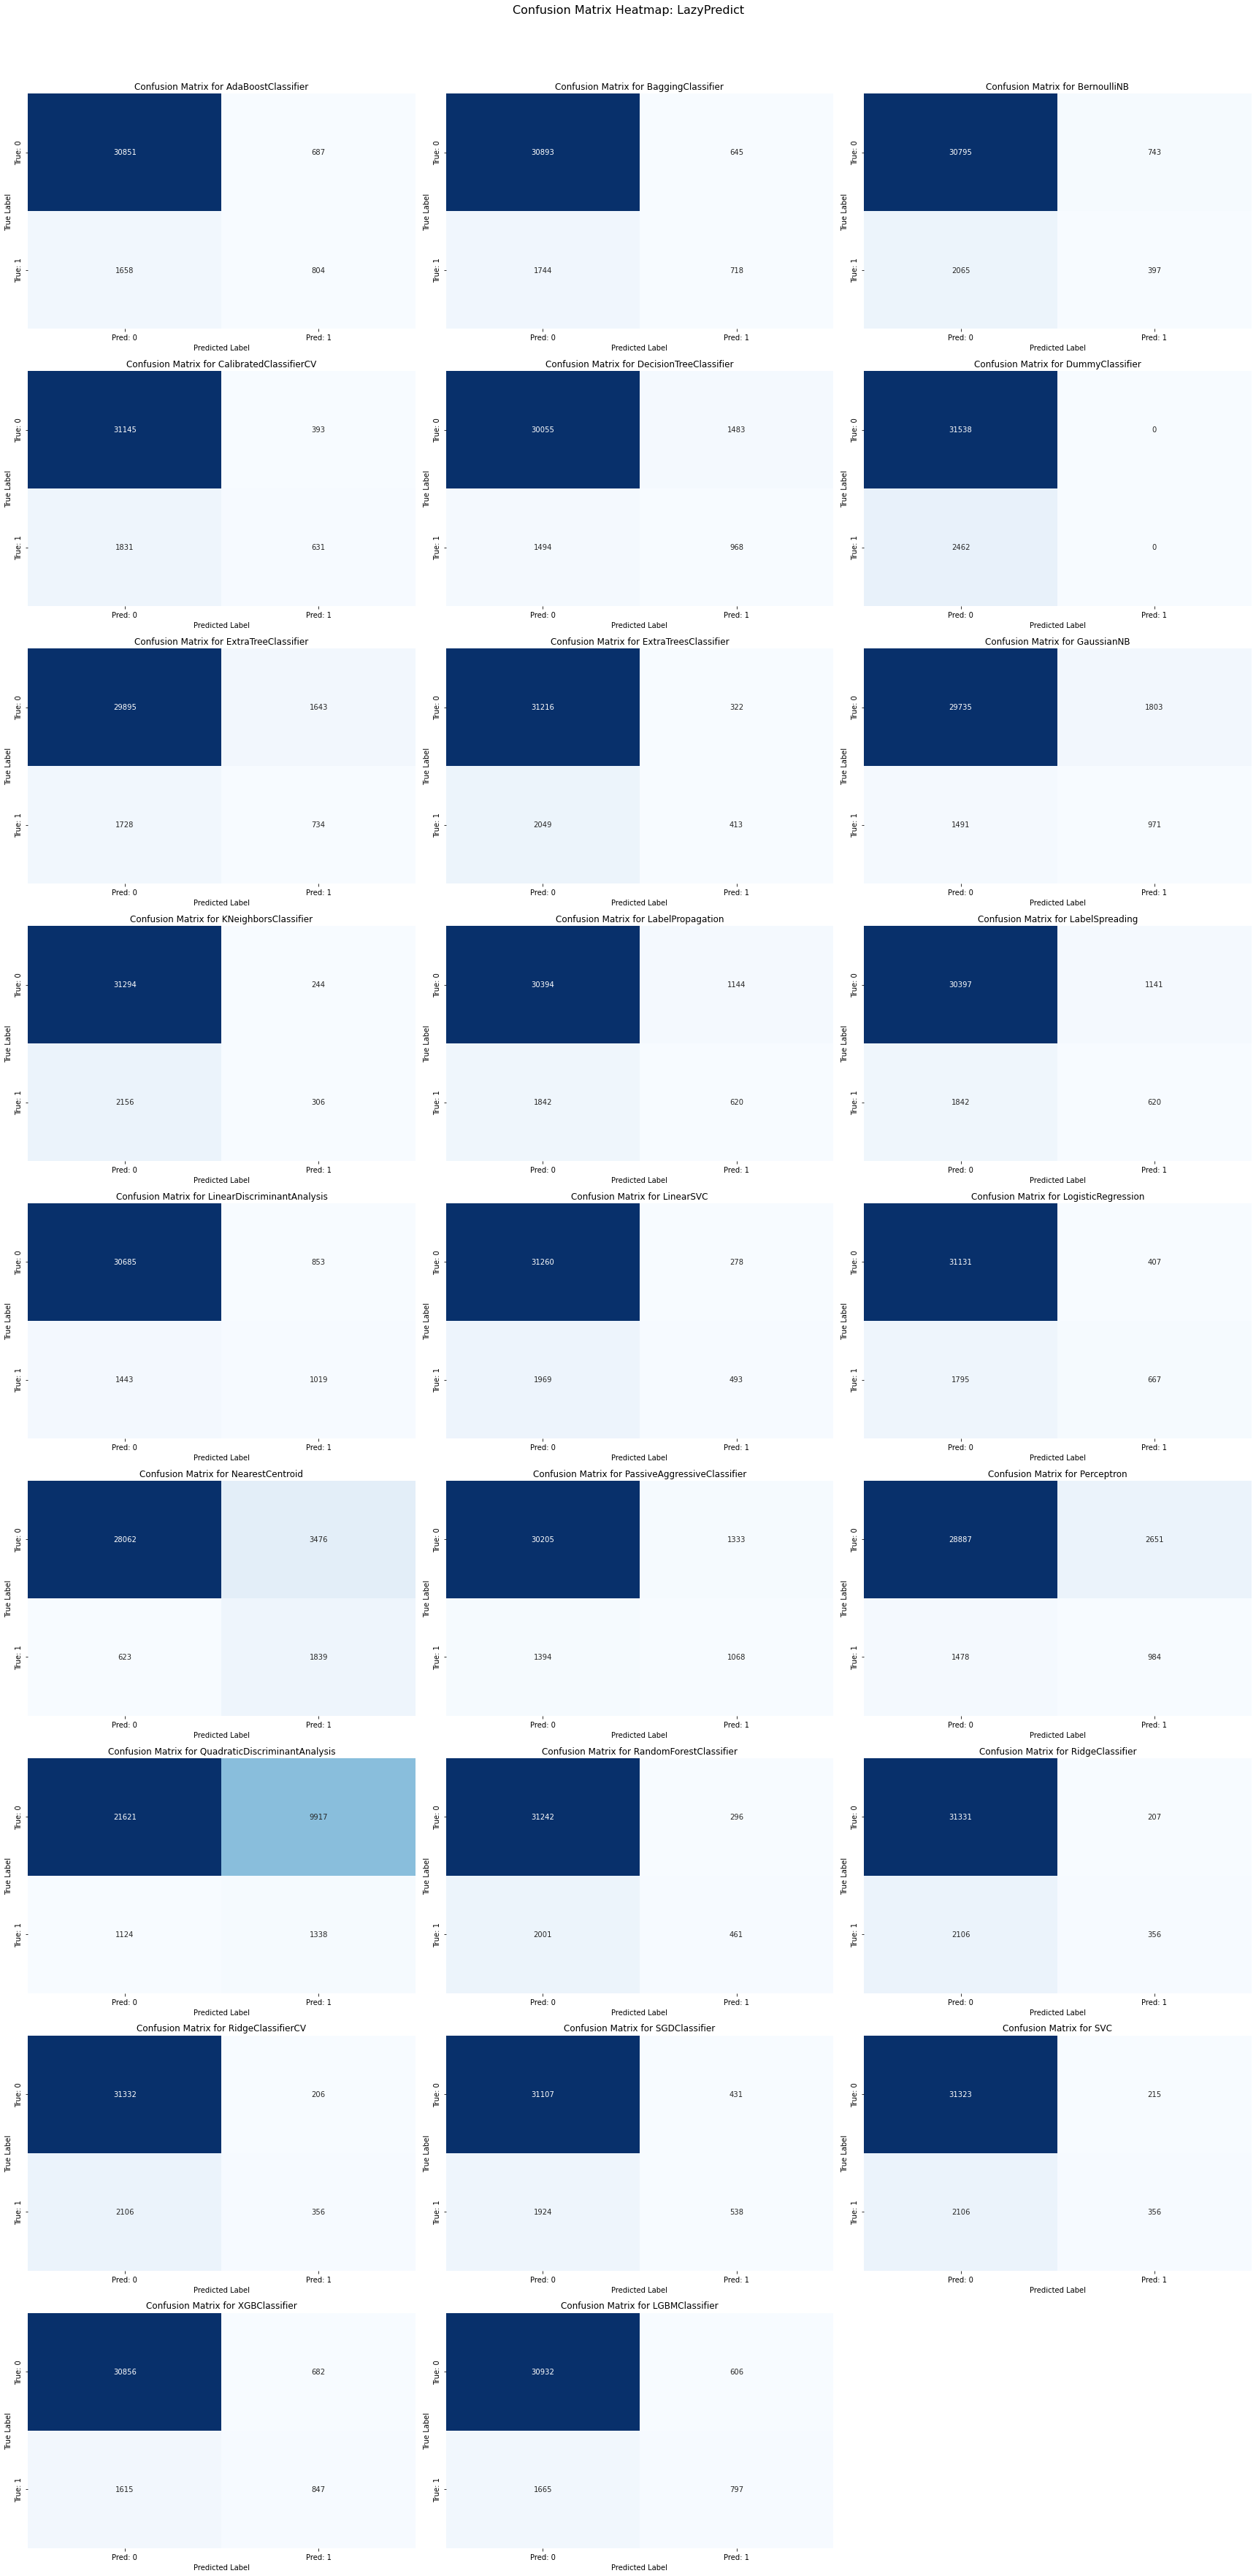 Confusion Matrix Heatmap: LazyPredict
Confusion Matrix for AdaBoostClassifier
True Label
True: 0
30851
687
True: 1
1658
804
Pred: 0
Pred: 1
Predicted Label
Confusion Matrix for BaggingClassifier
True Label
True: 0
30893
645
True: 1
1744
718
Pred: 0
Pred: 1
Predicted Label
Confusion Matrix for BernoulliNB
True Label
True: 0
30795
743
True: 1
2065
397
Pred: 0
Pred: 1
Predicted Label
Confusion Matrix for CalibratedClassifierCV
True Label
True: 0
31145
393
True: 1
1831
631
Pred: 0
Pred: 1
Predicted Label
Confusion Matrix for DecisionTreeClassifier
True Label
True: 0
30055
1483
True: 1
1494
968
Pred: 0
Pred: 1
Predicted Label
Confusion Matrix for DummyClassifier
True Label
True: 0
31538
0
True: 1
2462
0
Pred: 0
Pred: 1
Predicted Label
Confusion Matrix for ExtraTreeClassifier
True Label
True: 0
29895
1643
True: 1
1728
734
Pred: 0
Pred: 1
Predicted Label
Confusion Matrix for ExtraTreesClassifier
True Label
True: 0
31216
322
True: 1
2049
413
Pred: 0
Pred: 1
Predicted Label
Confusion Matrix for GaussianNB
True Label
True: 0
29735
1803
True: 1
1491
971
Pred: 0
Pred: 1
Predicted Label
Confusion Matrix for KNeighborsClassifier
True Label
True: 0
31294
244
True: 1
2156
306
Pred: 0
Pred: 1
Predicted Label
Confusion Matrix for LabelPropagation
True Label
True: 0
30394
1144
True: 1
1842
620
Pred: 0
Pred: 1
Predicted Label
Confusion Matrix for LabelSpreading
True Label
True: 0
30397
1141
True: 1
1842
620
Pred: 0
Pred: 1
Predicted Label
Confusion Matrix for LinearDiscriminantAnalysis
True Label
True: 0
30685
853
True: 1
1443
1019
Pred: 0
Pred: 1
Predicted Label
Confusion Matrix for LinearSVC
True Label
True: 0
31260
278
True: 1
1969
493
Pred: 0
Pred: 1
Predicted Label
Confusion Matrix for LogisticRegression
True Label
True: 0
31131
407
True: 1
1795
667
Pred: 0
Pred: 1
Predicted Label
Confusion Matrix for NearestCentroid
True Label
True: 0
28062
3476
True: 1
623
1839
Pred: 0
Pred: 1
Predicted Label
Confusion Matrix for PassiveAggressiveClassifier
True Label
True: 0
30205
1333
True: 1
1394
1068
Pred: 0
Pred: 1
Predicted Label
Confusion Matrix for Perceptron
True Label
True: 0
28887
2651
True: 1
1478
984
Pred: 0
Pred: 1
Predicted Label
Confusion Matrix for QuadraticDiscriminantAnalysis
True Label
True: 0
21621
9917
True: 1
1124
1338
Pred: 0
Pred: 1
Predicted Label
Confusion Matrix for RandomForestClassifier
True Label
True: 0
31242
296
True: 1
2001
461
Pred: 0
Pred: 1
Predicted Label
Confusion Matrix for RidgeClassifier
True Label
True: 0
31331
207
True: 1
2106
356
Pred: 0
Pred: 1
Predicted Label
Confusion Matrix for RidgeClassifierCV
True Label
True: 0
31332
206
True: 1
2106
356
Pred: 0
Pred: 1
Predicted Label
Confusion Matrix for SGDClassifier
True Label
True: 0
31107
431
True: 1
1924
538
Pred: 0
Pred: 1
Predicted Label
Confusion Matrix for SVC
True Label
True: 0
31323
215
True: 1
2106
356
Pred: 0
Pred: 1
Predicted Label
Confusion Matrix for XGBClassifier
True Label
True: 0
30856
682
True: 1
1615
847
Pred: 0
Pred: 1
Predicted Label
Confusion Matrix for LGBMClassifier
True Label
True: 0
30932
606
True: 1
1665
797
Pred: 0
Pred: 1
Predicted Label